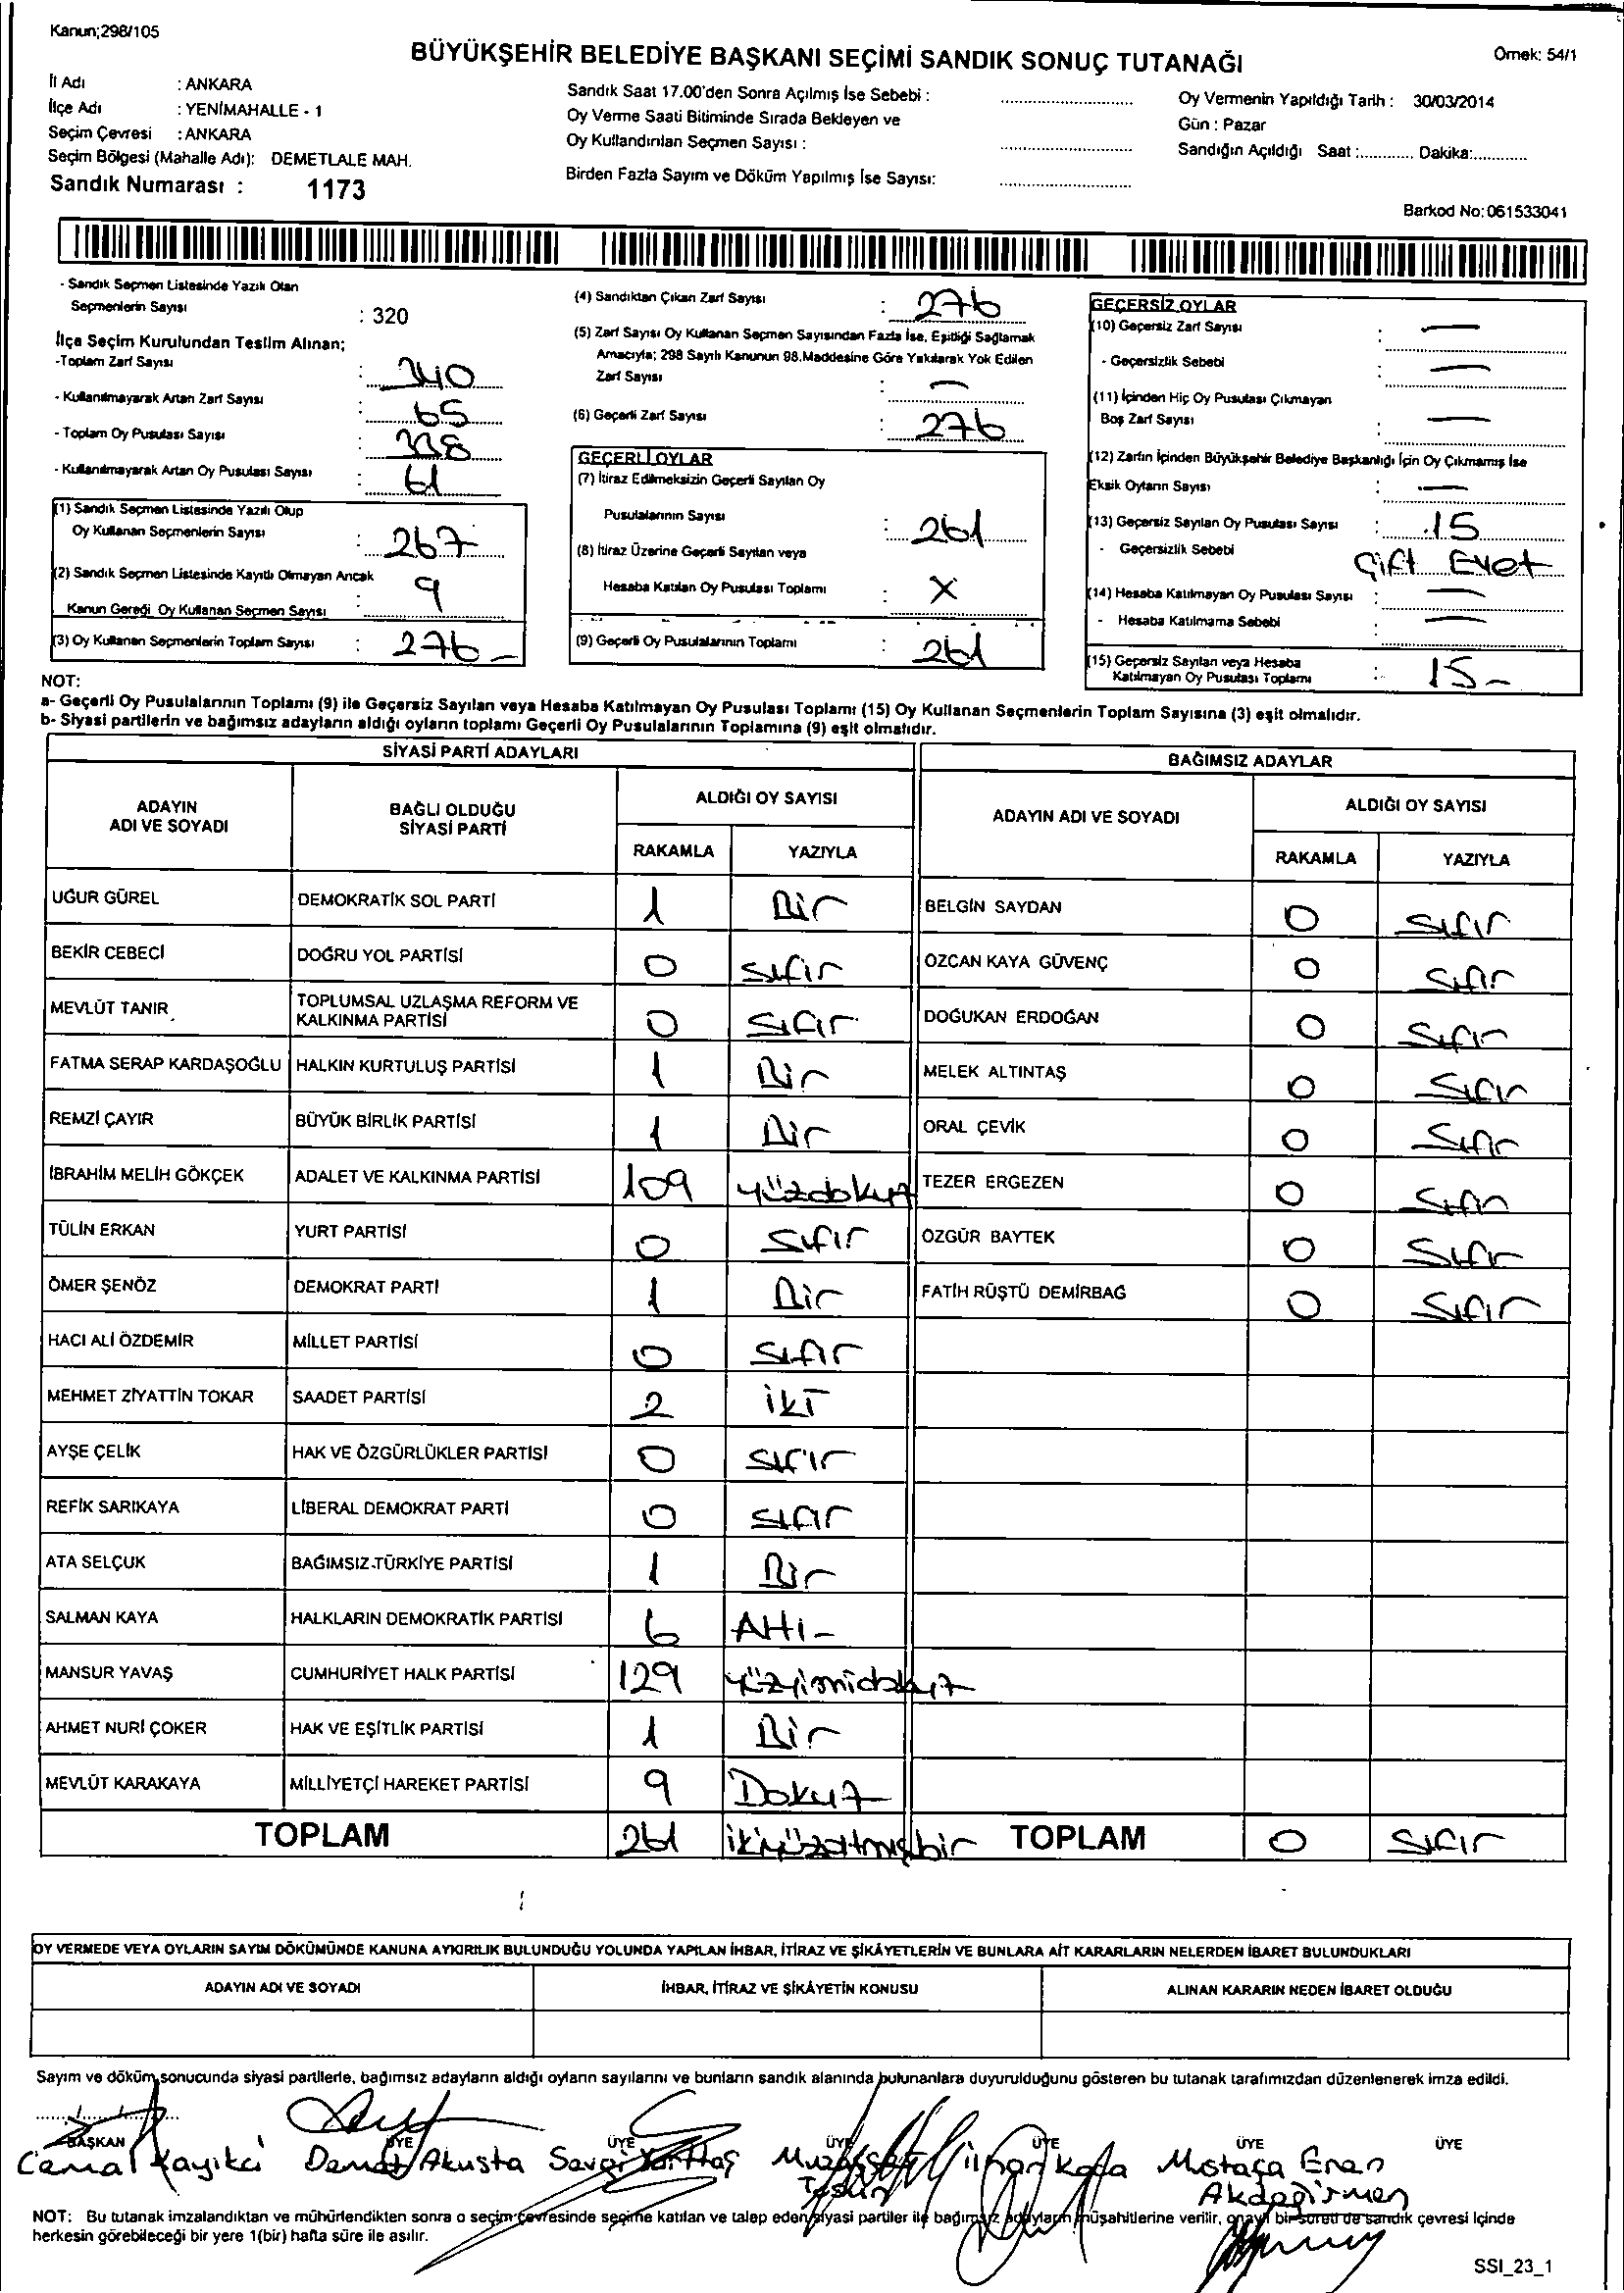 Kanun;298/105
BÜYÜKŞEHİR BELEDİYE BAŞKANI SEÇİMİ SANDIK SONUÇ TUTANAĞI
Örnek: 54/1
İl Adı : ANKARA
İlçe Adı : YENİMAHALLE - 1
Seçim Çevresi : ANKARA
Seçim Bölgesi (Mahalle Adı): DEMETLALE MAH.
Sandık Numarası : 1173
Sandık Saat 17.00'den Sonra Açılmış İse Sebebi :
Oy Verme Saati Bitiminde Sırada Bekleyen ve
Oy Kullandırılan Seçmen Sayısı :
Birden Fazla Sayım ve Döküm Yapılmış İse Sayısı:
Oy Vermenin Yapıldığı Tarih : 30/03/2014
Gün : Pazar
Sandığın Açıldığı Saat :............ Dakika:............
Barkod No:061533041
- Sandık Seçmen Listesinde Yazılı Olan
Seçmenlerin Sayısı : 320
İlçe Seçim Kurulundan Teslim Alınan;
-Toplam Zarf Sayısı : 340
- Kullanılmayarak Artan Zarf Sayısı : 65
- Toplam Oy Pusulası Sayısı : 338
- Kullanılmayarak Artan Oy Pusulası Sayısı : 61
(1) Sandık Seçmen Listesinde Yazılı Olup
Oy Kullanan Seçmenlerin Sayısı : 267
(2) Sandık Seçmen Listesinde Kayıtlı Olmayan Ancak
Kanun Gereği Oy Kullanan Seçmen Sayısı : 9
(3) Oy Kullanan Seçmenlerin Toplam Sayısı : 276 -
(4) Sandıktan Çıkan Zarf Sayısı : 276
(5) Zarf Sayısı Oy Kullanan Seçmen Sayısından Fazla İse, Eşitliği Sağlamak
Amacıyla; 298 Sayılı Kanunun 98.Maddesine Göre Yakılarak Yok Edilen
Zarf Sayısı : —
(6) Geçerli Zarf Sayısı : 276
GEÇERLİ OYLAR
(7) İtiraz Edilmeksizin Geçerli Sayılan Oy
Pusulalarının Sayısı : 261
(8) İtiraz Üzerine Geçerli Sayılan veya
Hesaba Katılan Oy Pusulası Toplamı : X
(9) Geçerli Oy Pusulalarının Toplamı : 261
GEÇERSİZ OYLAR
(10) Geçersiz Zarf Sayısı : —
- Geçersizlik Sebebi : —
(11) İçinden Hiç Oy Pusulası Çıkmayan
Boş Zarf Sayısı : —
(12) Zarfın İçinden Büyükşehir Belediye Başkanlığı İçin Oy Çıkmamış İse
Eksik Oyların Sayısı : —
(13) Geçersiz Sayılan Oy Pusulası Sayısı : 15
- Geçersizlik Sebebi Çift Evet
(14) Hesaba Katılmayan Oy Pusulası Sayısı : —
- Hesaba Katılmama Sebebi : —
(15) Geçersiz Sayılan veya Hesaba
Katılmayan Oy Pusulası Toplamı : 15 -
NOT:
a- Geçerli Oy Pusulalarının Toplamı (9) ile Geçersiz Sayılan veya Hesaba Katılmayan Oy Pusulası Toplamı (15) Oy Kullanan Seçmenlerin Toplam Sayısına (3) eşit olmalıdır.
b- Siyasi partilerin ve bağımsız adayların aldığı oyların toplamı Geçerli Oy Pusulalarının Toplamına (9) eşit olmalıdır.
SİYASİ PARTİ ADAYLARI
BAĞIMSIZ ADAYLAR
ADAYIN ADI VE SOYADI
BAĞLI OLDUĞU SİYASİ PARTİ
ALDIĞI OY SAYISI
RAKAMLA YAZIYLA
ADAYIN ADI VE SOYADI
ALDIĞI OY SAYISI
RAKAMLA YAZIYLA
UĞUR GÜREL DEMOKRATİK SOL PARTİ 1 Bir BELGİN SAYDAN 0 Sıfır
BEKİR CEBECİ DOĞRU YOL PARTİSİ 0 Sıfır ÖZCAN KAYA GÜVENÇ 0 Sıfır
MEVLÜT TANIR TOPLUMSAL UZLAŞMA REFORM VE KALKINMA PARTİSİ 0 Sıfır DOĞUKAN ERDOĞAN 0 Sıfır
FATMA SERAP KARDAŞOĞLU HALKIN KURTULUŞ PARTİSİ 1 Bir MELEK ALTINTAŞ 0 Sıfır
REMZİ ÇAYIR BÜYÜK BİRLİK PARTİSİ 1 Bir ORAL ÇEVİK 0 Sıfır
İBRAHİM MELİH GÖKÇEK ADALET VE KALKINMA PARTİSİ 109 yüzdokuz TEZER ERGEZEN 0 Sıfır
TÜLİN ERKAN YURT PARTİSİ 0 Sıfır ÖZGÜR BAYTEK 0 Sıfır
ÖMER ŞENÖZ DEMOKRAT PARTİ 1 Bir FATİH RÜŞTÜ DEMİRBAĞ 0 Sıfır
HACI ALİ ÖZDEMİR MİLLET PARTİSİ 0 Sıfır
MEHMET ZİYATTİN TOKAR SAADET PARTİSİ 2 İki
AYŞE ÇELİK HAK VE ÖZGÜRLÜKLER PARTİSİ 0 Sıfır
REFİK SARIKAYA LİBERAL DEMOKRAT PARTİ 0 Sıfır
ATA SELÇUK BAĞIMSIZ TÜRKİYE PARTİSİ 1 Bir
SALMAN KAYA HALKLARIN DEMOKRATİK PARTİSİ 6 Altı -
MANSUR YAVAŞ CUMHURİYET HALK PARTİSİ 129 yüzyirmidokuz
AHMET NURİ ÇOKER HAK VE EŞİTLİK PARTİSİ 1 Bir
MEVLÜT KARAKAYA MİLLİYETÇİ HAREKET PARTİSİ 9 Dokuz
TOPLAM 261 ikiyüzatmışbir TOPLAM 0 Sıfır
OY VERMEDE VEYA OYLARIN SAYIM DÖKÜMÜNDE KANUNA AYKIRILIK BULUNDUĞU YOLUNDA YAPILAN İHBAR, İTİRAZ VE ŞİKÂYETLERİN VE BUNLARA AİT KARARLARIN NELERDEN İBARET BULUNDUKLARI
ADAYIN ADI VE SOYADI İHBAR, İTİRAZ VE ŞİKÂYETİN KONUSU ALINAN KARARIN NEDEN İBARET OLDUĞU
Sayım ve döküm sonucunda siyasi partilerle, bağımsız adayların aldığı oyların sayılarını ve bunların sandık alanında bulunanlara duyurulduğunu gösteren bu tutanak tarafımızdan düzenlenerek imza edildi.
BAŞKAN ÜYE ÜYE ÜYE ÜYE ÜYE ÜYE
Cemal Kayıkcı Demet Akusta Sevgi Mustafa Eren
Akdağirmen
NOT: Bu tutanak imzalandıktan ve mühürlendikten sonra o seçim çevresinde seçime katılan ve talep eden siyasi partiler ile bağımsız adayların müşahitlerine verilir, onaylı bir sureti de sandık çevresi içinde
herkesin görebileceği bir yere 1(bir) hafta süre ile asılır.
SSI_23_1